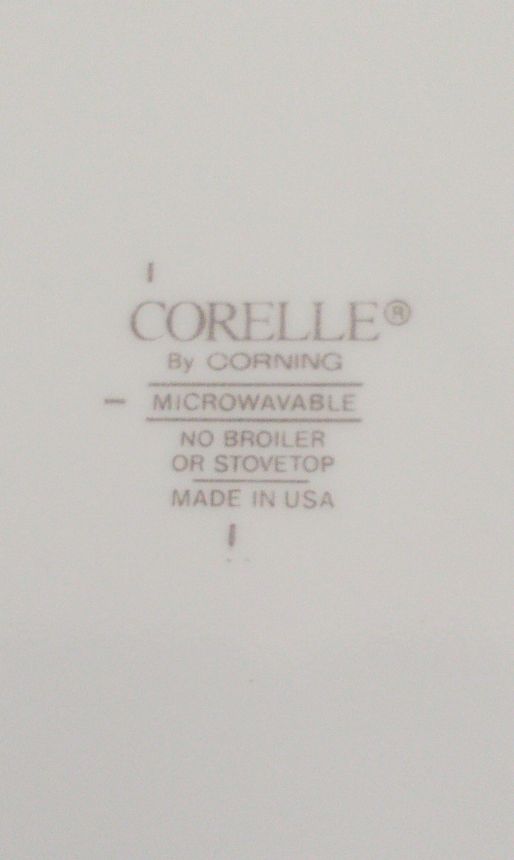 CORELLE®
By CORNING
MICROWAVABLE
NO BROILER
OR STOVETOP
MADE IN USA